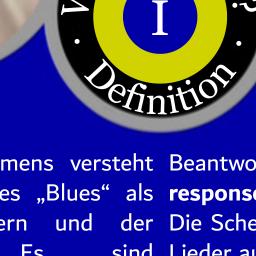 I
Definition
mens versteht
es „Blues“ als
ern und der
Es sind
Beantwo
response
Die Sche
Lieder au